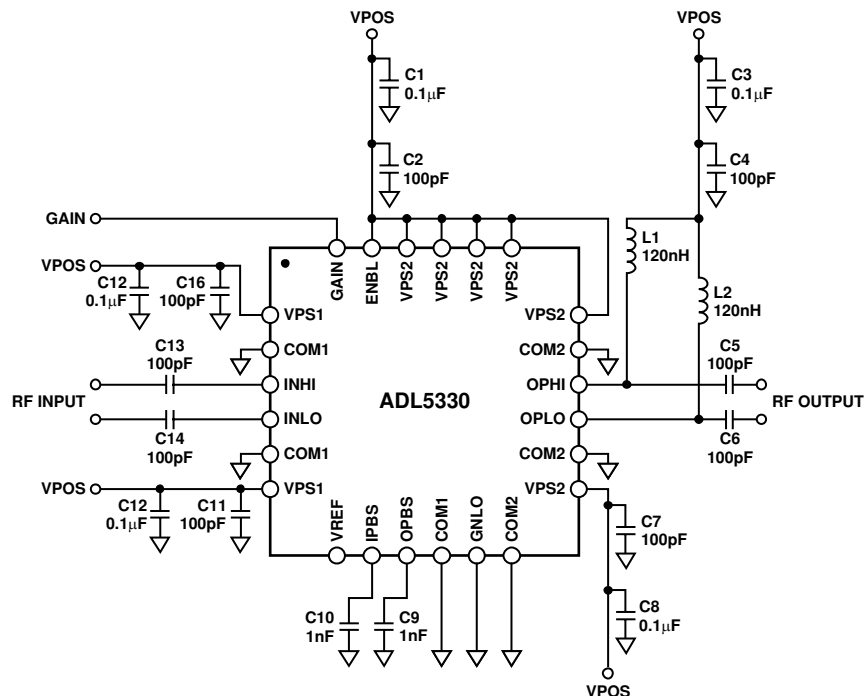 VPOS
VPOS
C1
0.1μF
C3
0.1μF
C2
100pF
C4
100pF
GAIN
L1
120nH
VPOS
C12
0.1μF
C16
100pF
GAIN
ENBL
VPS2
VPS2
VPS2
VPS2
L2
120nH
VPS1
VPS2
C13
100pF
COM1
COM2
C5
100pF
RF INPUT
INHI
ADL5330
OPHI
RF OUTPUT
INLO
OPLO
C14
100pF
C6
100pF
COM1
COM2
VPOS
VPS1
VPS2
C12
0.1μF
C11
100pF
VREF
IPBS
OPBS
COM1
GNLO
COM2
C7
100pF
C10
1nF
C9
1nF
C8
0.1μF
VPOS